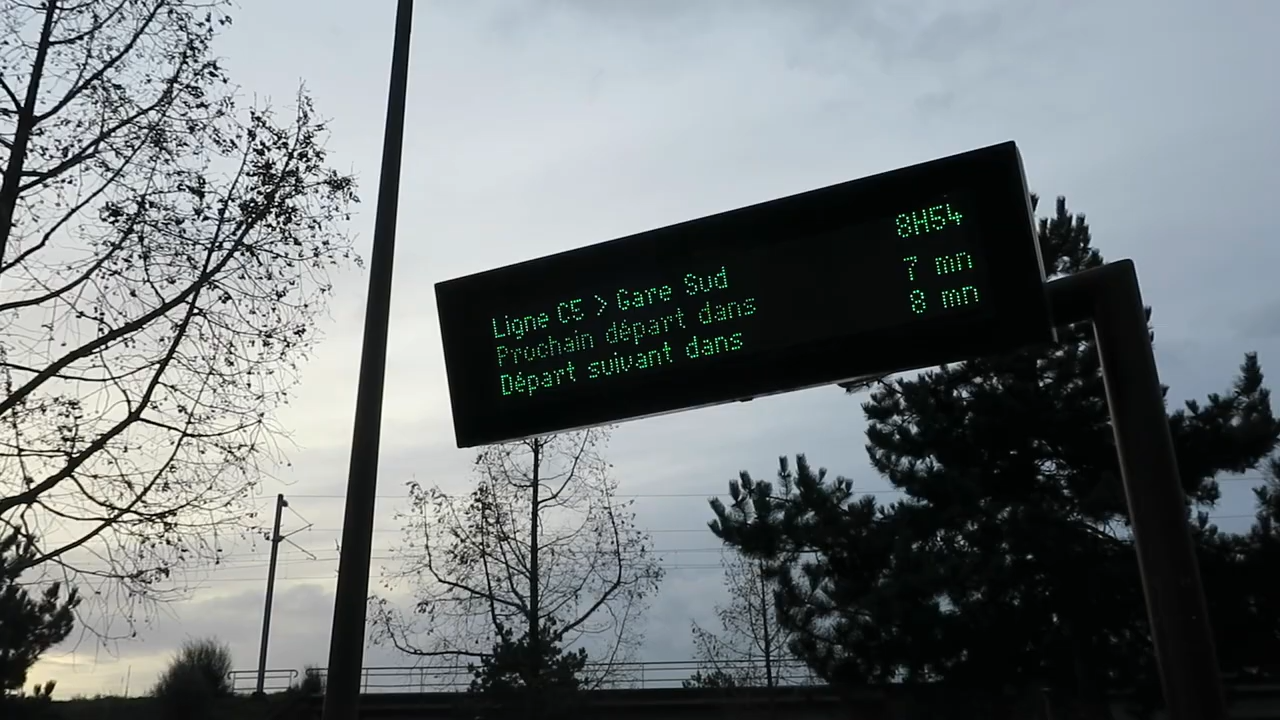 8H54
Ligne C5 > Gare Sud
Prochain départ dans 7 mn
Départ suivant dans 8 mn